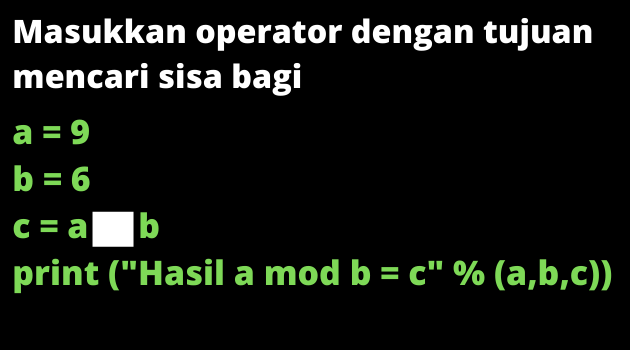 Masukkan operator dengan tujuan
mencari sisa bagi
a = 9
b = 6
c = a b
print ("Hasil a mod b = c" % (a,b,c))